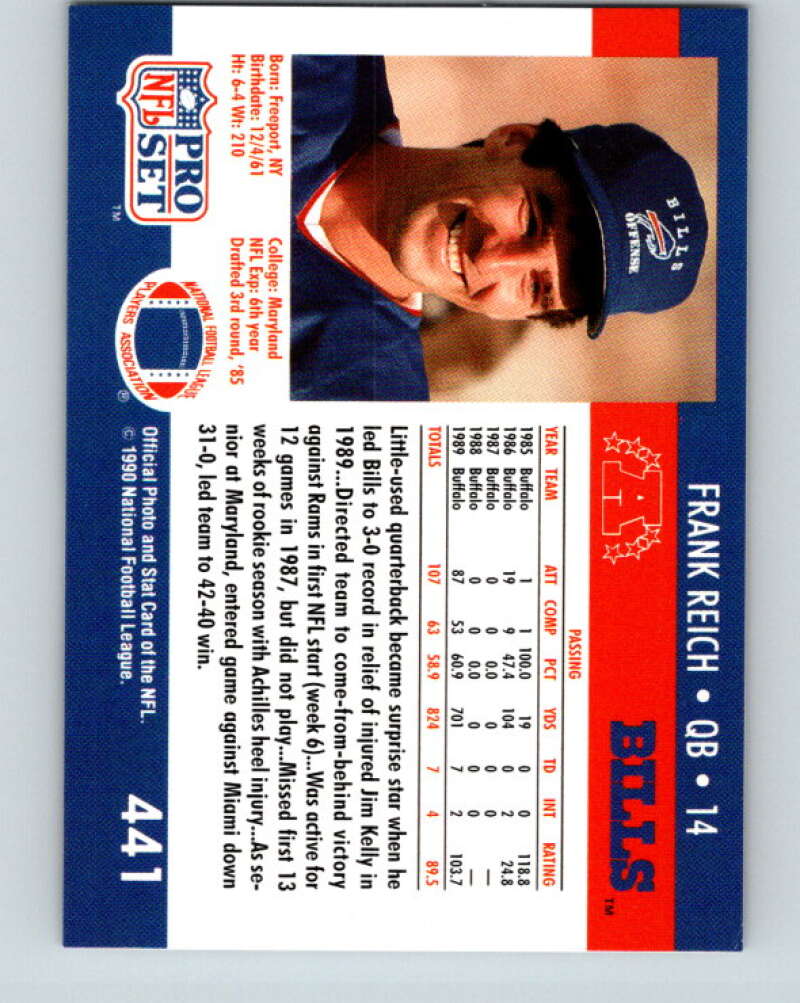 FRANK REICH • QB • 14
BILLS
OFFENSE
A
BILLS TM
PASSING
YEAR TEAM ATT COMP PCT YDS TD INT RATING
1985 Buffalo 1 1 100.0 19 0 0 118.8
1986 Buffalo 19 9 47.4 104 0 2 24.8
1987 Buffalo 0 0 0.0 0 0 0 —
1988 Buffalo 0 0 0.0 0 0 0 —
1989 Buffalo 87 53 60.9 701 7 2 103.7
TOTALS 107 63 58.9 824 7 4 89.5
Little-used quarterback became surprise star when he
led Bills to 3-0 record in relief of injured Jim Kelly in
1989...Directed team to come-from-behind victory
against Rams in first NFL start (week 6)...Was active for
12 games in 1987, but did not play...Missed first 13
weeks of rookie season with Achilles heel injury...As se-
nior at Maryland, entered game against Miami down
31-0, led team to 42-40 win.
Born: Freeport, NY
Birthdate: 12/4/61
Ht: 6-4 Wt: 210
College: Maryland
NFL Exp: 6th year
Drafted 3rd round, '85
NFL PRO SET TM
NATIONAL FOOTBALL LEAGUE
PLAYERS ASSOCIATION ®
Official Photo and Stat Card of the NFL.
© 1990 National Football League.
441